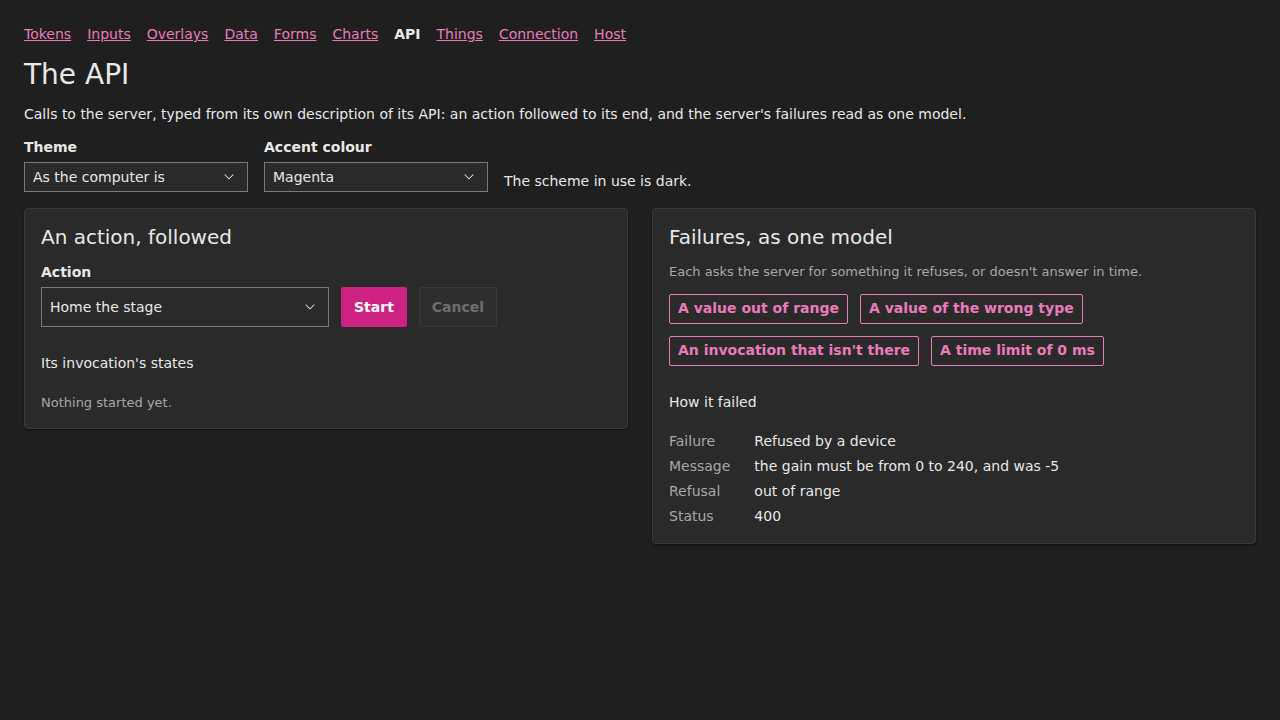 Tokens Inputs Overlays Data Forms Charts API Things Connection Host
The API
Calls to the server, typed from its own description of its API: an action followed to its end, and the server's failures read as one model.
Theme Accent colour
As the computer is Magenta The scheme in use is dark.
An action, followed
Action
Home the stage Start Cancel
Its invocation's states
Nothing started yet.
Failures, as one model
Each asks the server for something it refuses, or doesn't answer in time.
A value out of range A value of the wrong type
An invocation that isn't there A time limit of 0 ms
How it failed
Failure Refused by a device
Message the gain must be from 0 to 240, and was -5
Refusal out of range
Status 400